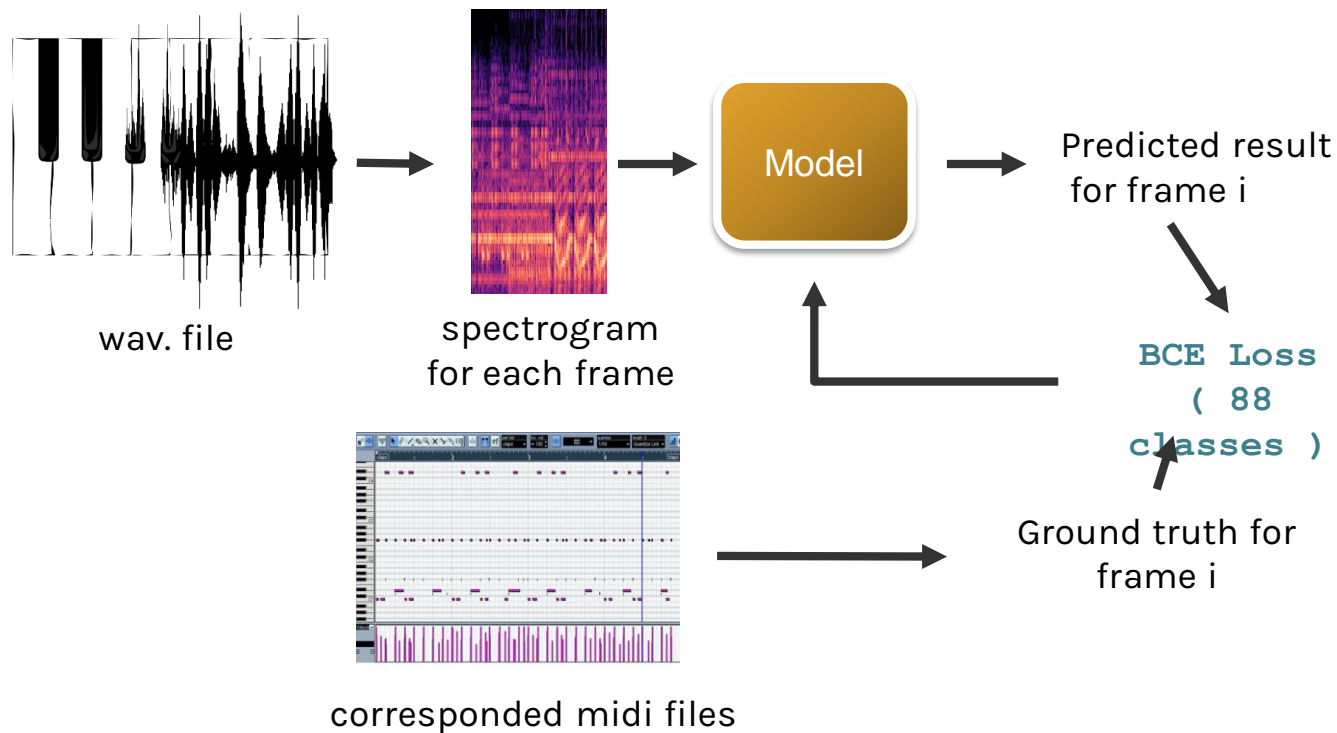 wav. file
spectrogram
for each frame
Model
Predicted result
for frame i
BCE Loss
( 88
classes )
Ground truth for
frame i
corresponded midi files